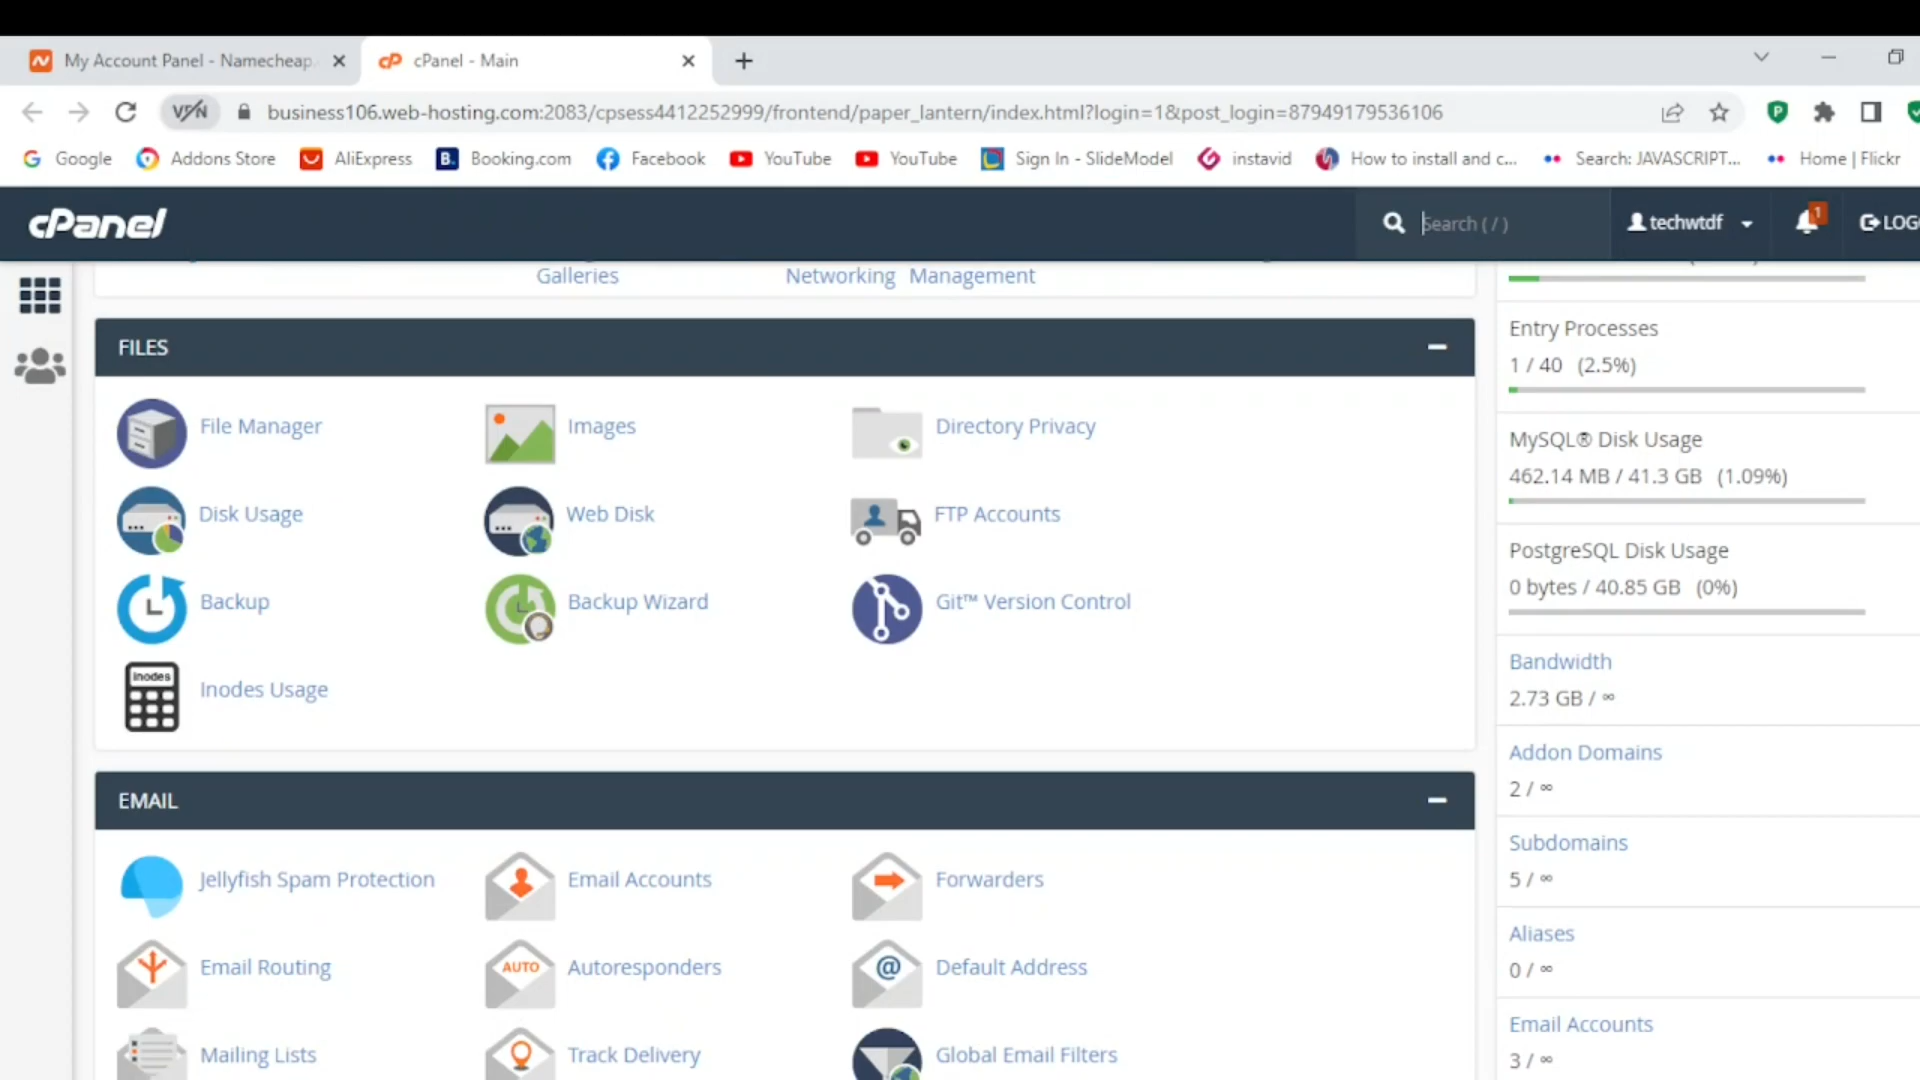 My Account Panel - Namecheap
cPanel - Main
VPN
business106.web-hosting.com:2083/cpsess4412252999/frontend/paper_lantern/index.html?login=1&post_login=87949179536106
Google
Addons Store
AliExpress
Booking.com
Facebook
YouTube
YouTube
Sign In - SlideModel
instavid
How to install and c...
Search: JAVASCRIPT...
Home | Flickr
cPanel
Search ( / )
techwtdf
1
LOG
Galleries
Networking
Management
FILES
File Manager
Images
Directory Privacy
Disk Usage
Web Disk
FTP Accounts
Backup
Backup Wizard
Git™ Version Control
inodes
Inodes Usage
EMAIL
Jellyfish Spam Protection
Email Accounts
Forwarders
Email Routing
AUTO
Autoresponders
@
Default Address
Mailing Lists
Track Delivery
Global Email Filters
Entry Processes
1 / 40 (2.5%)
MySQL® Disk Usage
462.14 MB / 41.3 GB (1.09%)
PostgreSQL Disk Usage
0 bytes / 40.85 GB (0%)
Bandwidth
2.73 GB / ∞
Addon Domains
2 / ∞
Subdomains
5 / ∞
Aliases
0 / ∞
Email Accounts
3 / ∞